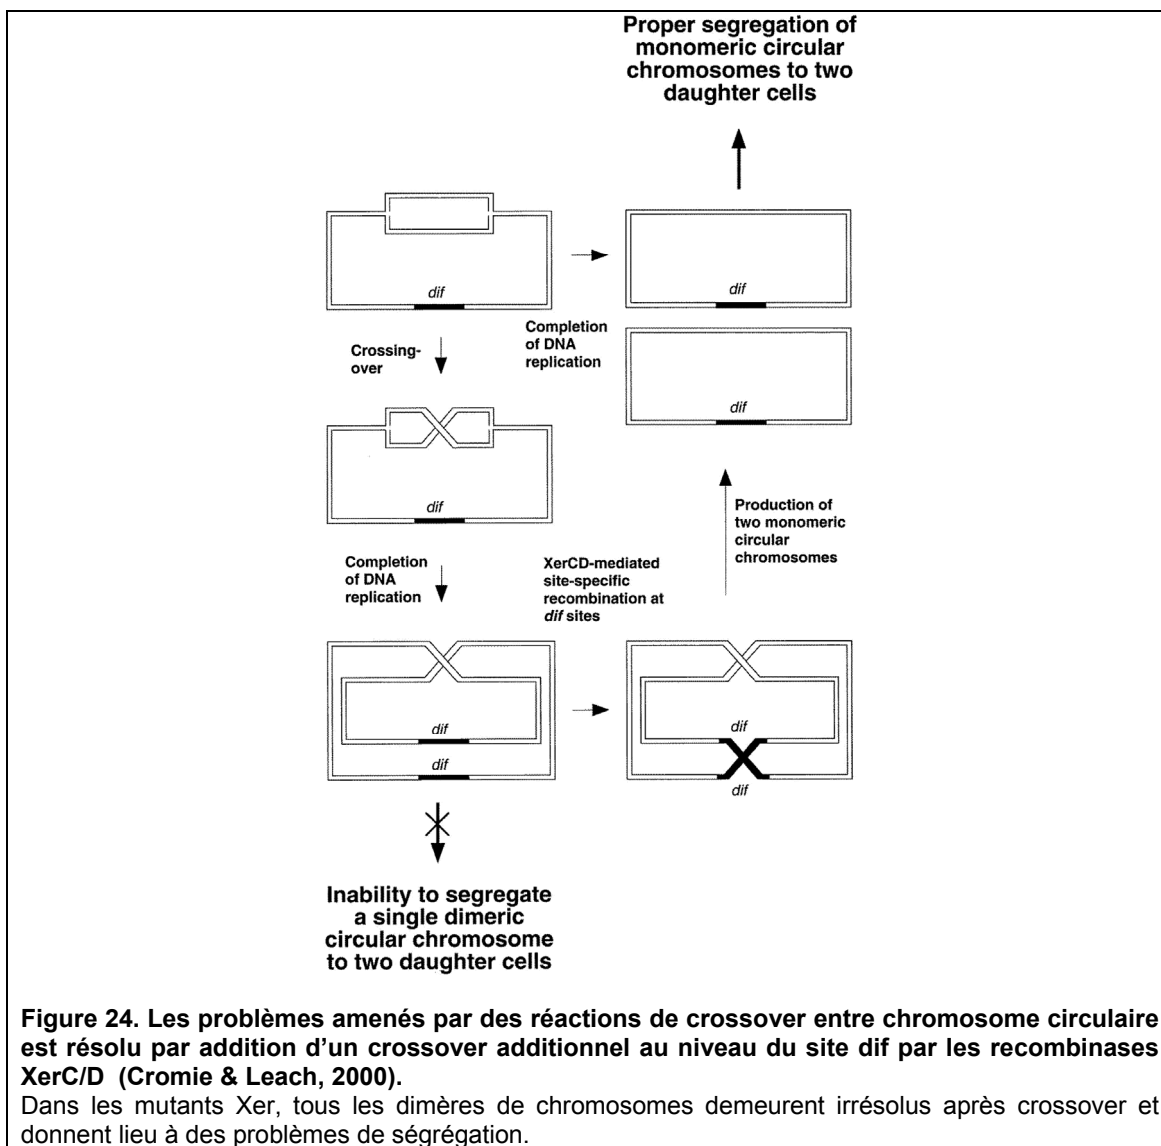 Proper segregation of
monomeric circular
chromosomes to two
daughter cells
dif
dif
Completion
of DNA
replication
Crossing-
over
dif
dif
Production of
two monomeric
circular
chromosomes
Completion
of DNA
replication
XerCD-mediated
site-specific
recombination at
dif sites
dif
dif
dif
dif
Inability to segregate
a single dimeric
circular chromosome
to two daughter cells
Figure 24. Les problèmes amenés par des réactions de crossover entre chromosome circulaire
est résolu par addition d'un crossover additionnel au niveau du site dif par les recombinases
XerC/D (Cromie & Leach, 2000).
Dans les mutants Xer, tous les dimères de chromosomes demeurent irrésolus après crossover et
donnent lieu à des problèmes de ségrégation.